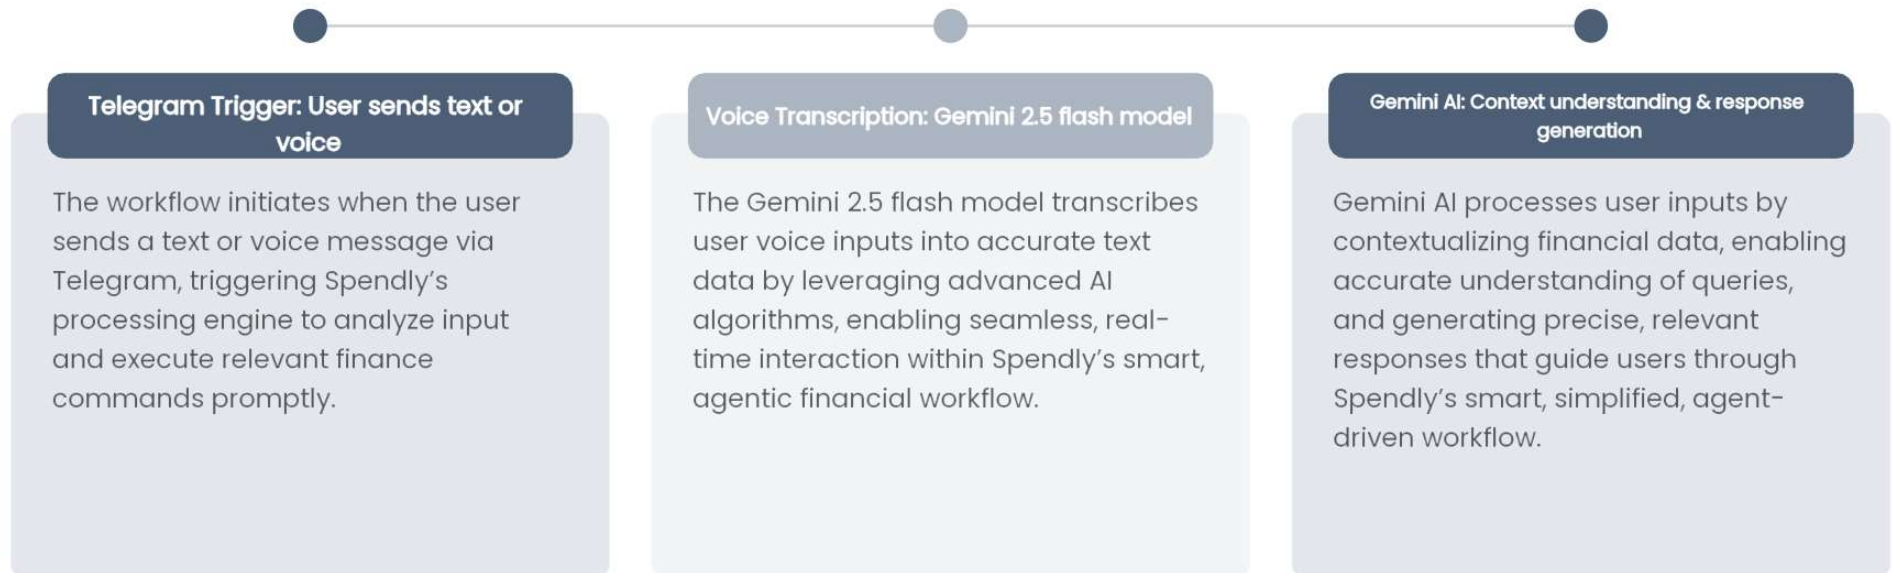 Telegram Trigger: User sends text or
voice
The workflow initiates when the user
sends a text or voice message via
Telegram, triggering Spendly’s
processing engine to analyze input
and execute relevant finance
commands promptly.
Voice Transcription: Gemini 2.5 flash model
The Gemini 2.5 flash model transcribes
user voice inputs into accurate text
data by leveraging advanced AI
algorithms, enabling seamless, real-
time interaction within Spendly’s smart,
agentic financial workflow.
Gemini AI: Context understanding & response
generation
Gemini AI processes user inputs by
contextualizing financial data, enabling
accurate understanding of queries,
and generating precise, relevant
responses that guide users through
Spendly’s smart, simplified, agent-
driven workflow.